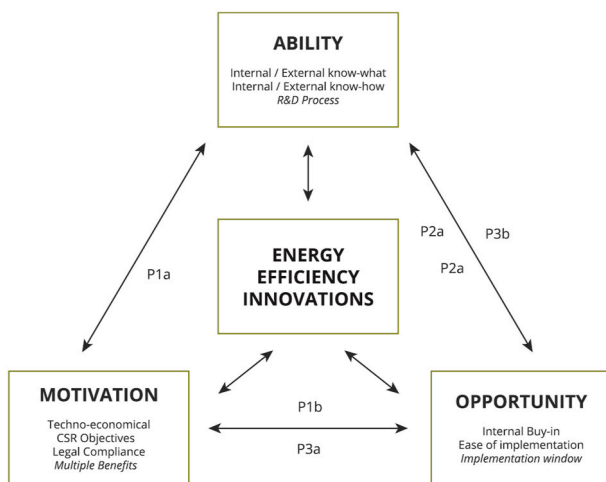 ABILITY
Internal / External know-what
Internal / External know-how
R&D Process
P2a
P3b
P1a
P2a
ENERGY
EFFICIENCY
INNOVATIONS
MOTIVATION
Techno-economical
CSR Objectives
Legal Compliance
Multiple Benefits
P1b
P3a
OPPORTUNITY
Internal Buy-in
Ease of implementation
Implementation window